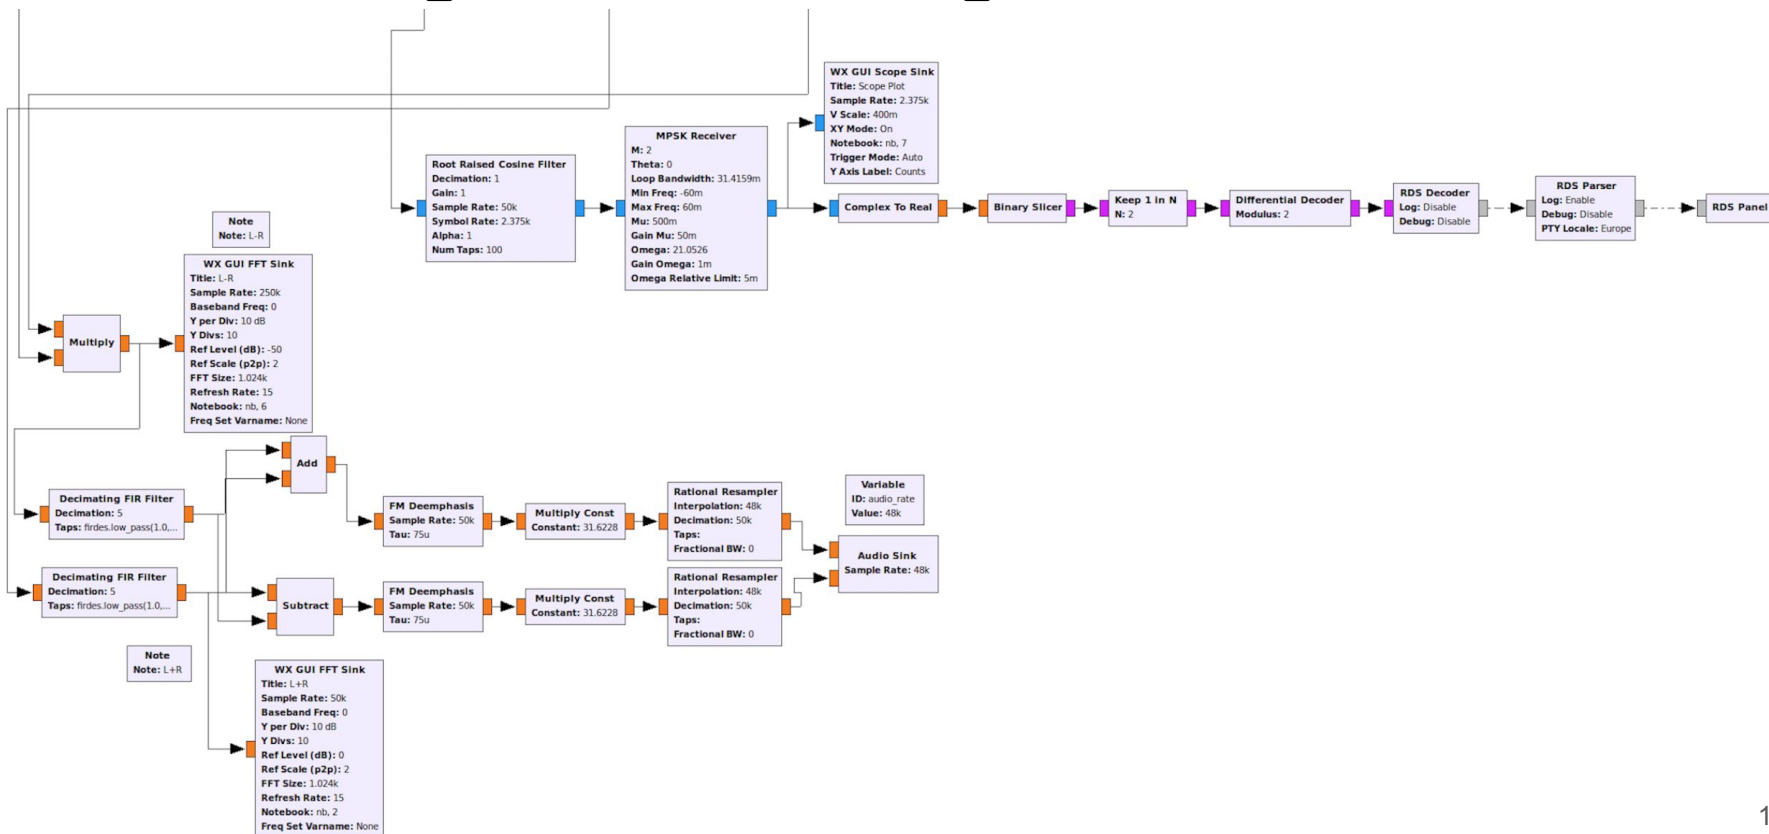 WX GUI Scope Sink
Title: Scope Plot
Sample Rate: 2.375k
V Scale: 400m
XY Mode: On
Notebook: nb, 7
Trigger Mode: Auto
Y Axis Label: Counts
MPSK Receiver
M: 2
Theta: 0
Loop Bandwidth: 31.4159m
Min Freq: -60m
Max Freq: 60m
Mu: 500m
Gain Mu: 50m
Omega: 21.0526
Gain Omega: 1m
Omega Relative Limit: 5m
Root Raised Cosine Filter
Decimation: 1
Gain: 1
Sample Rate: 50k
Symbol Rate: 2.375k
Alpha: 1
Num Taps: 100
Complex To Real
Binary Slicer
Keep 1 in N
N: 2
Differential Decoder
Modulus: 2
RDS Decoder
Log: Disable
Debug: Disable
RDS Parser
Log: Enable
Debug: Disable
PTY Locale: Europe
RDS Panel
Note
Note: L-R
WX GUI FFT Sink
Title: L-R
Sample Rate: 250k
Baseband Freq: 0
Y per Div: 10 dB
Y Divs: 10
Ref Level (dB): -50
Ref Scale (p2p): 2
FFT Size: 1.024k
Refresh Rate: 15
Notebook: nb, 6
Freq Set Varname: None
Multiply
Add
Decimating FIR Filter
Decimation: 5
Taps: firdes.low_pass(1.0,...
FM Deemphasis
Sample Rate: 50k
Tau: 75u
Multiply Const
Constant: 31.6228
Rational Resampler
Interpolation: 48k
Decimation: 50k
Taps:
Fractional BW: 0
Variable
ID: audio_rate
Value: 48k
Audio Sink
Sample Rate: 48k
Decimating FIR Filter
Decimation: 5
Taps: firdes.low_pass(1.0,...
Subtract
FM Deemphasis
Sample Rate: 50k
Tau: 75u
Multiply Const
Constant: 31.6228
Rational Resampler
Interpolation: 48k
Decimation: 50k
Taps:
Fractional BW: 0
Note
Note: L+R
WX GUI FFT Sink
Title: L+R
Sample Rate: 50k
Baseband Freq: 0
Y per Div: 10 dB
Y Divs: 10
Ref Level (dB): 0
Ref Scale (p2p): 2
FFT Size: 1.024k
Refresh Rate: 15
Notebook: nb, 2
Freq Set Varname: None
1